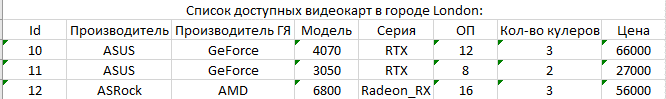 Список доступных видеокарт в городе London:
Id Производитель Производитель ГЯ Модель Серия ОП Кол-во кулеров Цена
10 ASUS GeForce 4070 RTX 12 3 66000
11 ASUS GeForce 3050 RTX 8 2 27000
12 ASRock AMD 6800 Radeon_RX 16 3 56000